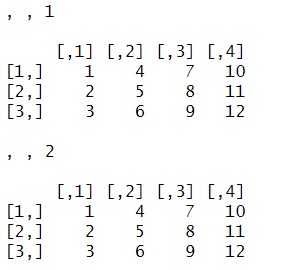 , , 1
     [,1] [,2] [,3] [,4]
[1,]    1    4    7   10
[2,]    2    5    8   11
[3,]    3    6    9   12
, , 2
     [,1] [,2] [,3] [,4]
[1,]    1    4    7   10
[2,]    2    5    8   11
[3,]    3    6    9   12